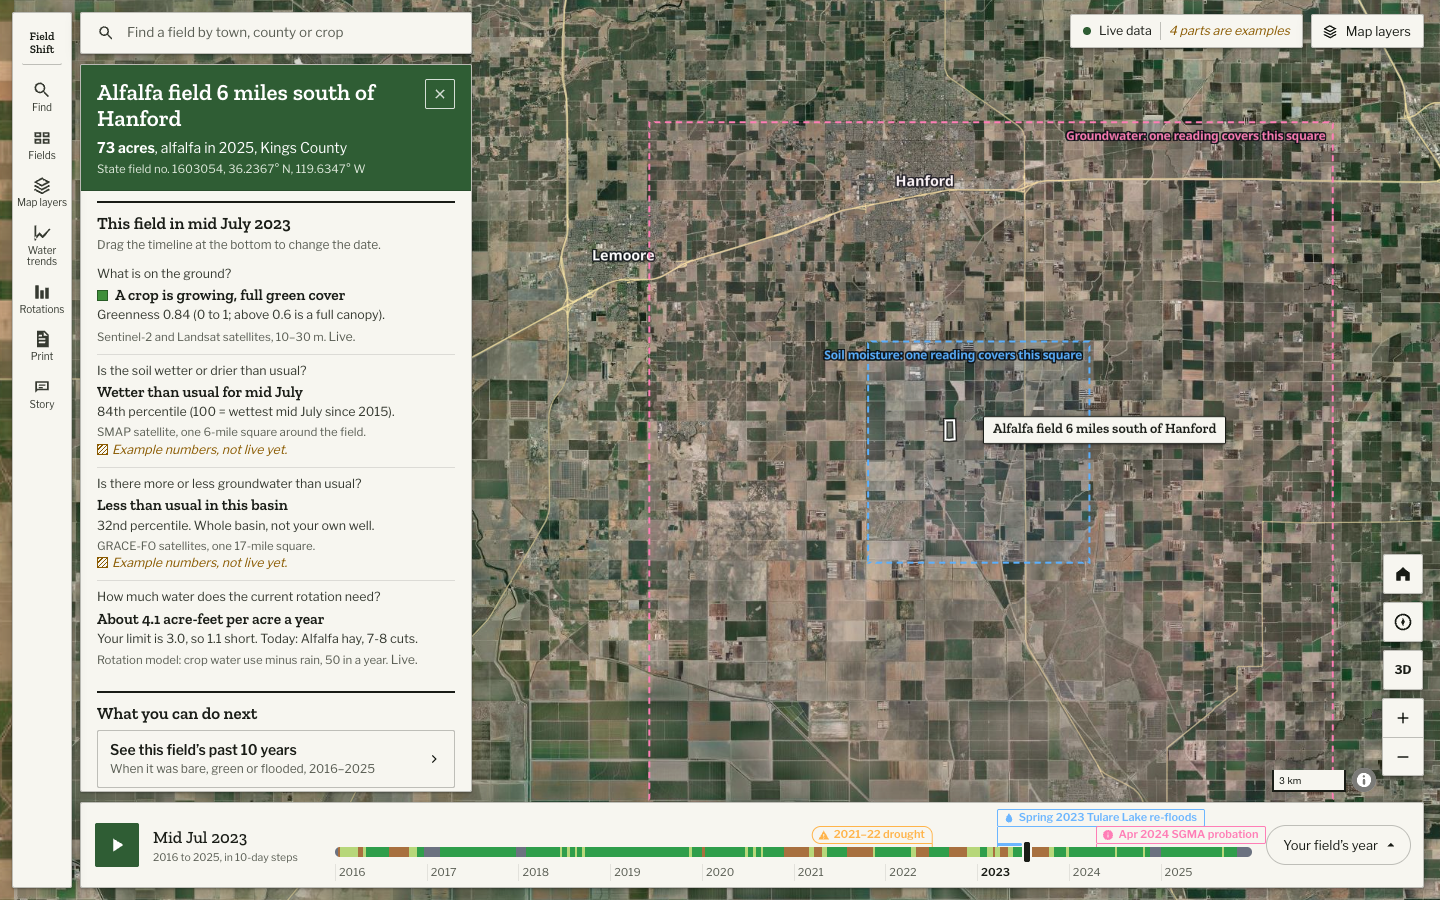 Field
Shift
Find
Fields
Map layers
Water
trends
Rotations
Print
Story
Find a field by town, county or crop
Alfalfa field 6 miles south of
Hanford
73 acres, alfalfa in 2025, Kings County
State field no. 1603054, 36.2367° N, 119.6347° W
This field in mid July 2023
Drag the timeline at the bottom to change the date.
What is on the ground?
A crop is growing, full green cover
Greenness 0.84 (0 to 1; above 0.6 is a full canopy).
Sentinel-2 and Landsat satellites, 10–30 m. Live.
Is the soil wetter or drier than usual?
Wetter than usual for mid July
84th percentile (100 = wettest mid July since 2015).
SMAP satellite, one 6-mile square around the field.
Example numbers, not live yet.
Is there more or less groundwater than usual?
Less than usual in this basin
32nd percentile. Whole basin, not your own well.
GRACE-FO satellites, one 17-mile square.
Example numbers, not live yet.
How much water does the current rotation need?
About 4.1 acre-feet per acre a year
Your limit is 3.0, so 1.1 short. Today: Alfalfa hay, 7-8 cuts.
Rotation model: crop water use minus rain, 50 in a year. Live.
What you can do next
See this field's past 10 years
When it was bare, green or flooded, 2016–2025
Live data
4 parts are examples
Map layers
Groundwater: one reading covers this square
Hanford
Lemoore
Soil moisture: one reading covers this square
Alfalfa field 6 miles south of Hanford
3D
3 km
Mid Jul 2023
2016 to 2025, in 10-day steps
Spring 2023 Tulare Lake re-floods
2021–22 drought
Apr 2024 SGMA probation
2016
2017
2018
2019
2020
2021
2022
2023
2024
2025
Your field's year